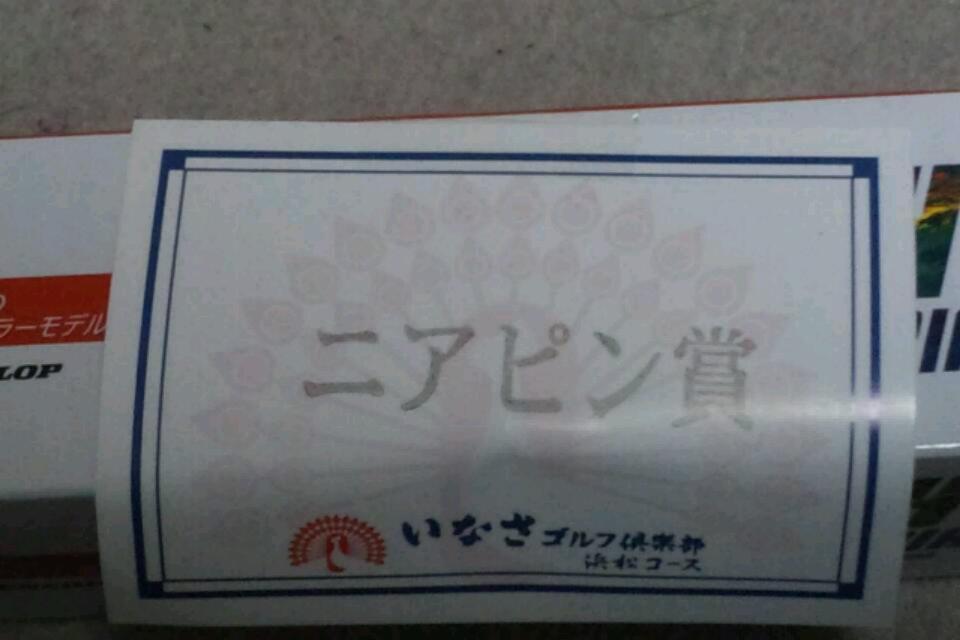 ニアピン賞
いなさゴルフ倶楽部
浜松コース
ラーモデル
LOP